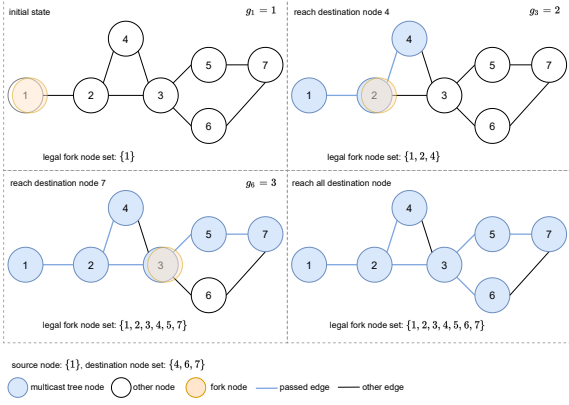 initial state
g₁ = 1
4
5
7
1
2
3
6
legal fork node set: {1}
reach destination node 4
g₃ = 2
4
5
7
1
2
3
6
legal fork node set: {1, 2, 4}
reach destination node 7
g₆ = 3
4
5
7
1
2
3
6
legal fork node set: {1, 2, 3, 4, 5, 7}
reach all destination node
4
5
7
1
2
3
6
legal fork node set: {1, 2, 3, 4, 5, 6, 7}
source node: {1}, destination node set: {4, 6, 7}
multicast tree node other node fork node passed edge other edge